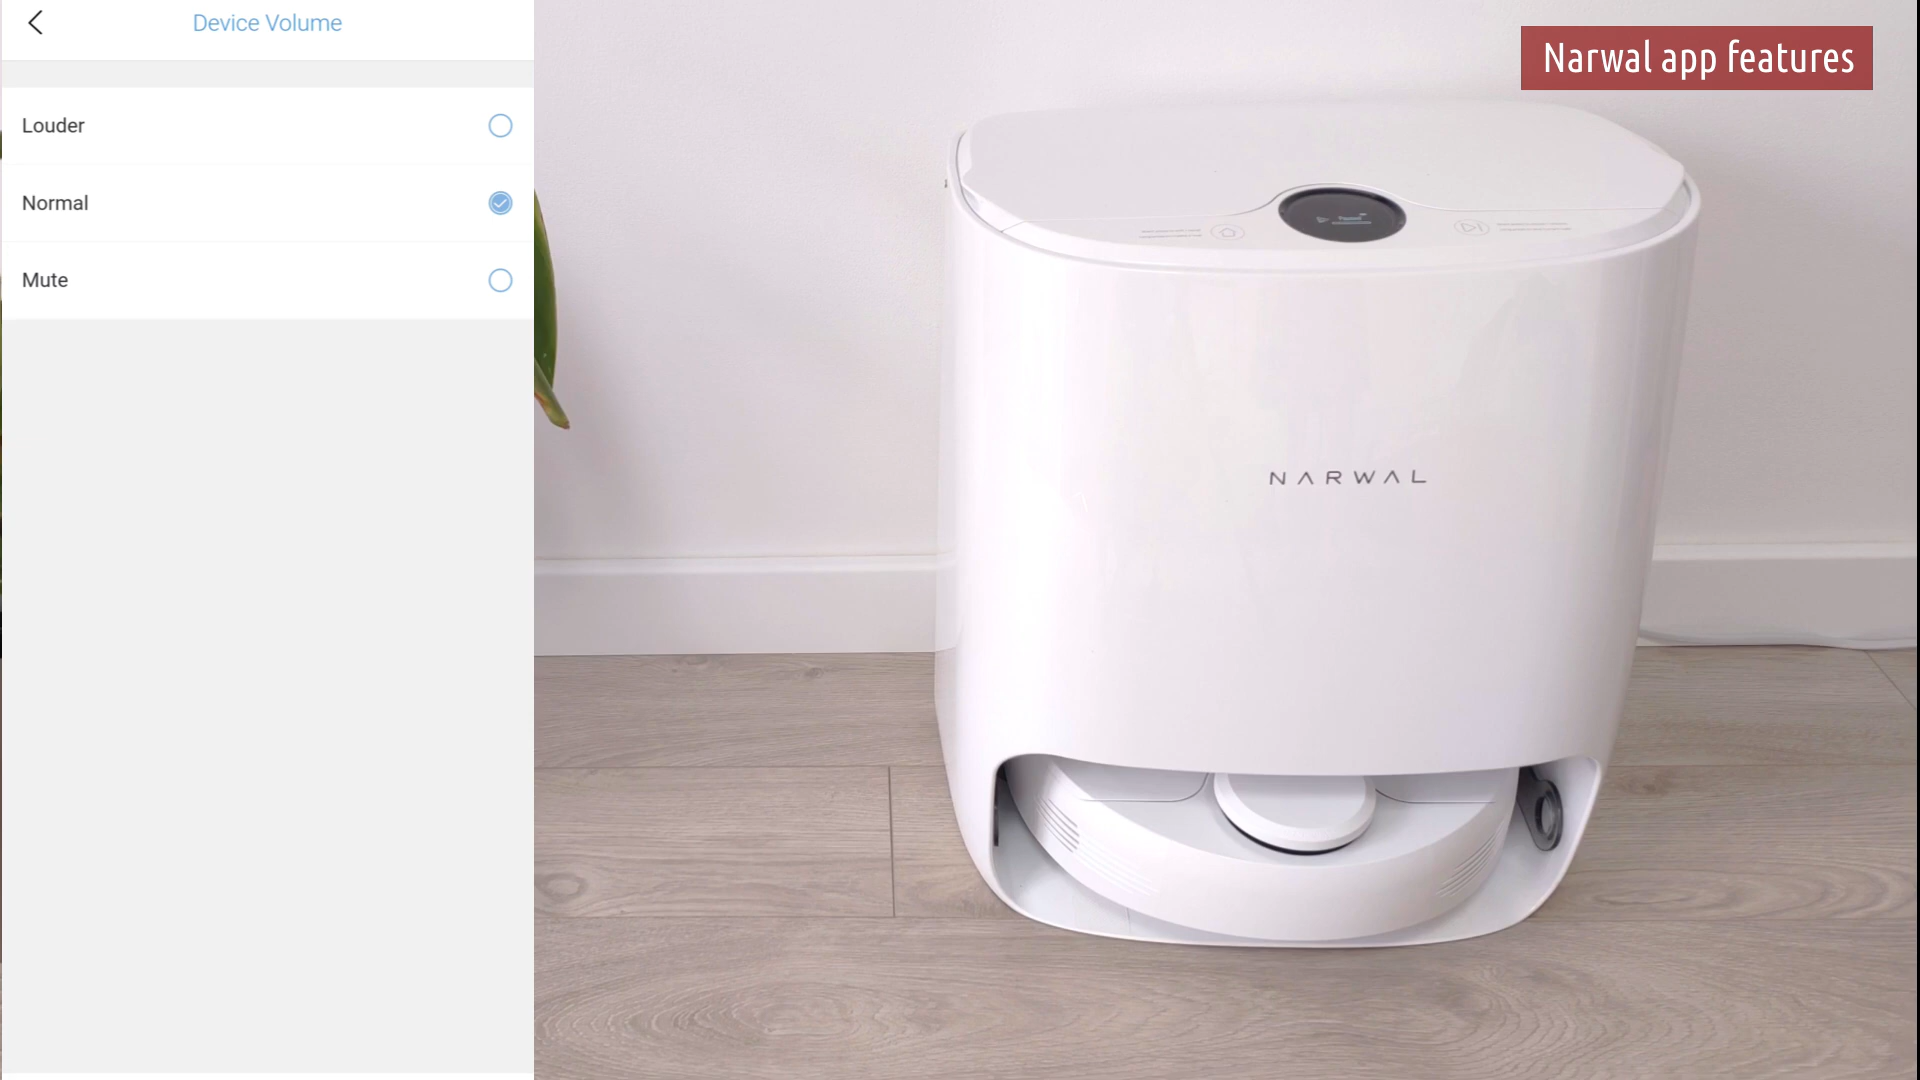 Device Volume
Louder
Normal
Mute
Narwal app features
NARWAL